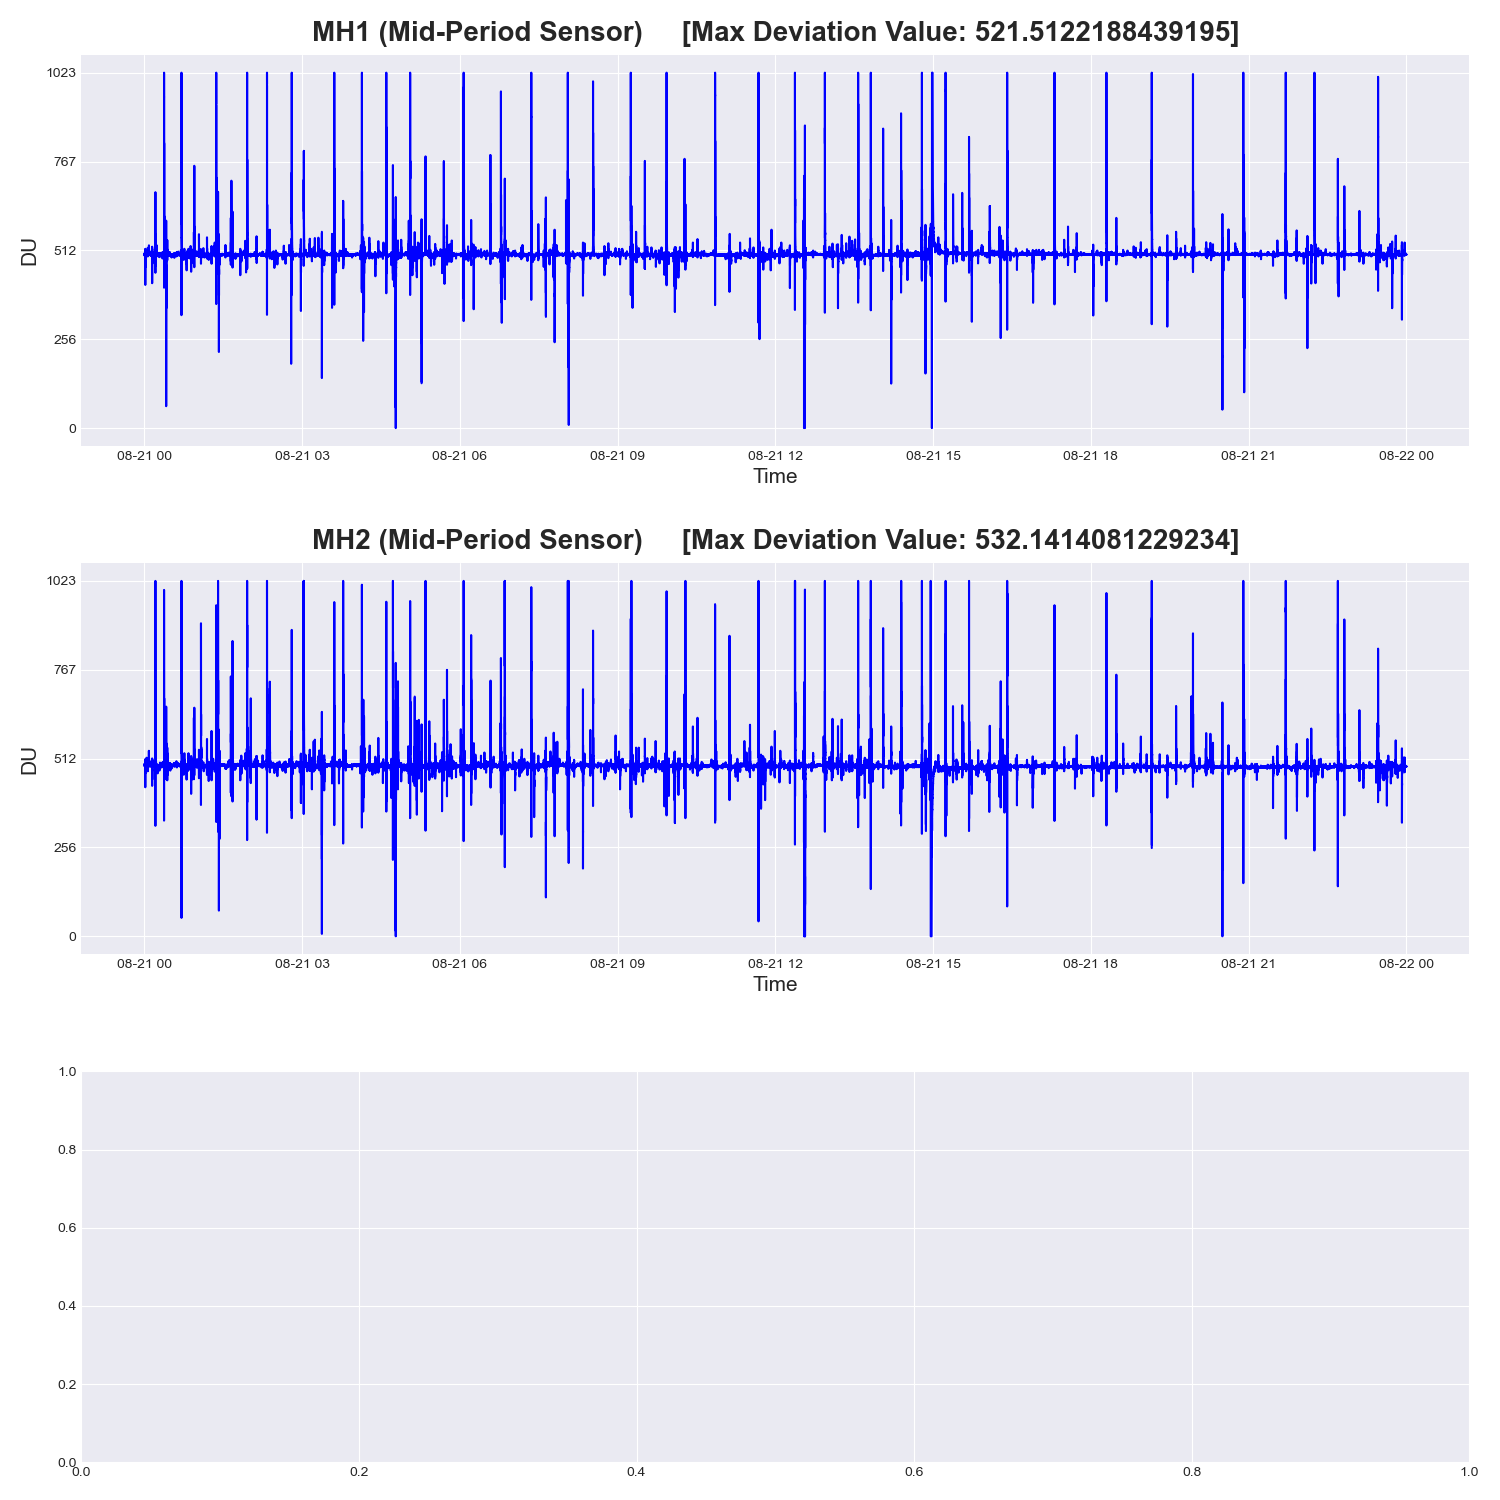 MH1 (Mid-Period Sensor) [Max Deviation Value: 521.5122188439195]
1023
767
512
256
0
DU
08-21 00 08-21 03 08-21 06 08-21 09 08-21 12 08-21 15 08-21 18 08-21 21 08-22 00
Time
MH2 (Mid-Period Sensor) [Max Deviation Value: 532.1414081229234]
1023
767
512
256
0
DU
08-21 00 08-21 03 08-21 06 08-21 09 08-21 12 08-21 15 08-21 18 08-21 21 08-22 00
Time
1.0
0.8
0.6
0.4
0.2
0.0
0.0 0.2 0.4 0.6 0.8 1.0